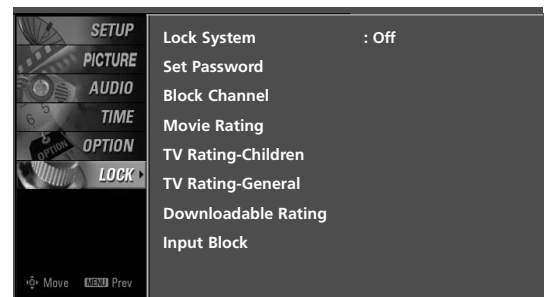 SETUP
PICTURE
AUDIO
TIME
OPTION
LOCK
Move MENU Prev
Lock System : Off
Set Password
Block Channel
Movie Rating
TV Rating-Children
TV Rating-General
Downloadable Rating
Input Block